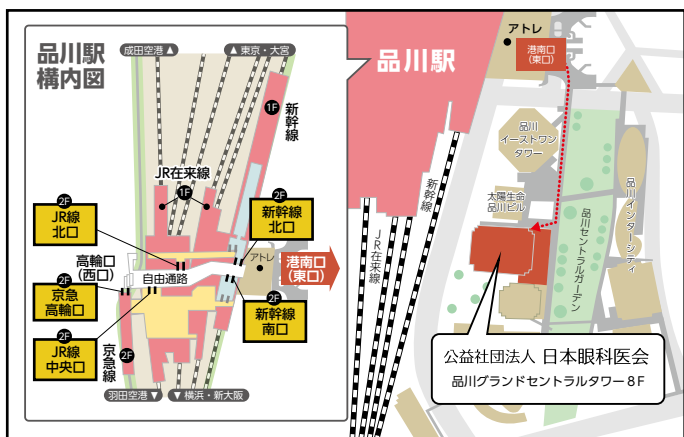 品川駅
構内図
成田空港 ▲
▲ 東京・大宮
1F
新幹線
JR在来線
1F
2F
JR線
北口
2F
新幹線
北口
高輪口
(西口)
自由通路
アトレ
港南口
(東口)
2F
京急
高輪口
2F
新幹線
南口
2F
JR線
中央口
京急線
2F
羽田空港 ▼
▼ 横浜・新大阪
品川駅
アトレ
港南口
(東口)
品川
イーストワン
タワー
太陽生命
品川ビル
新幹線
JR在来線
品川セントラルガーデン
品川インターシティ
公益社団法人 日本眼科医会
品川グランドセントラルタワー8F